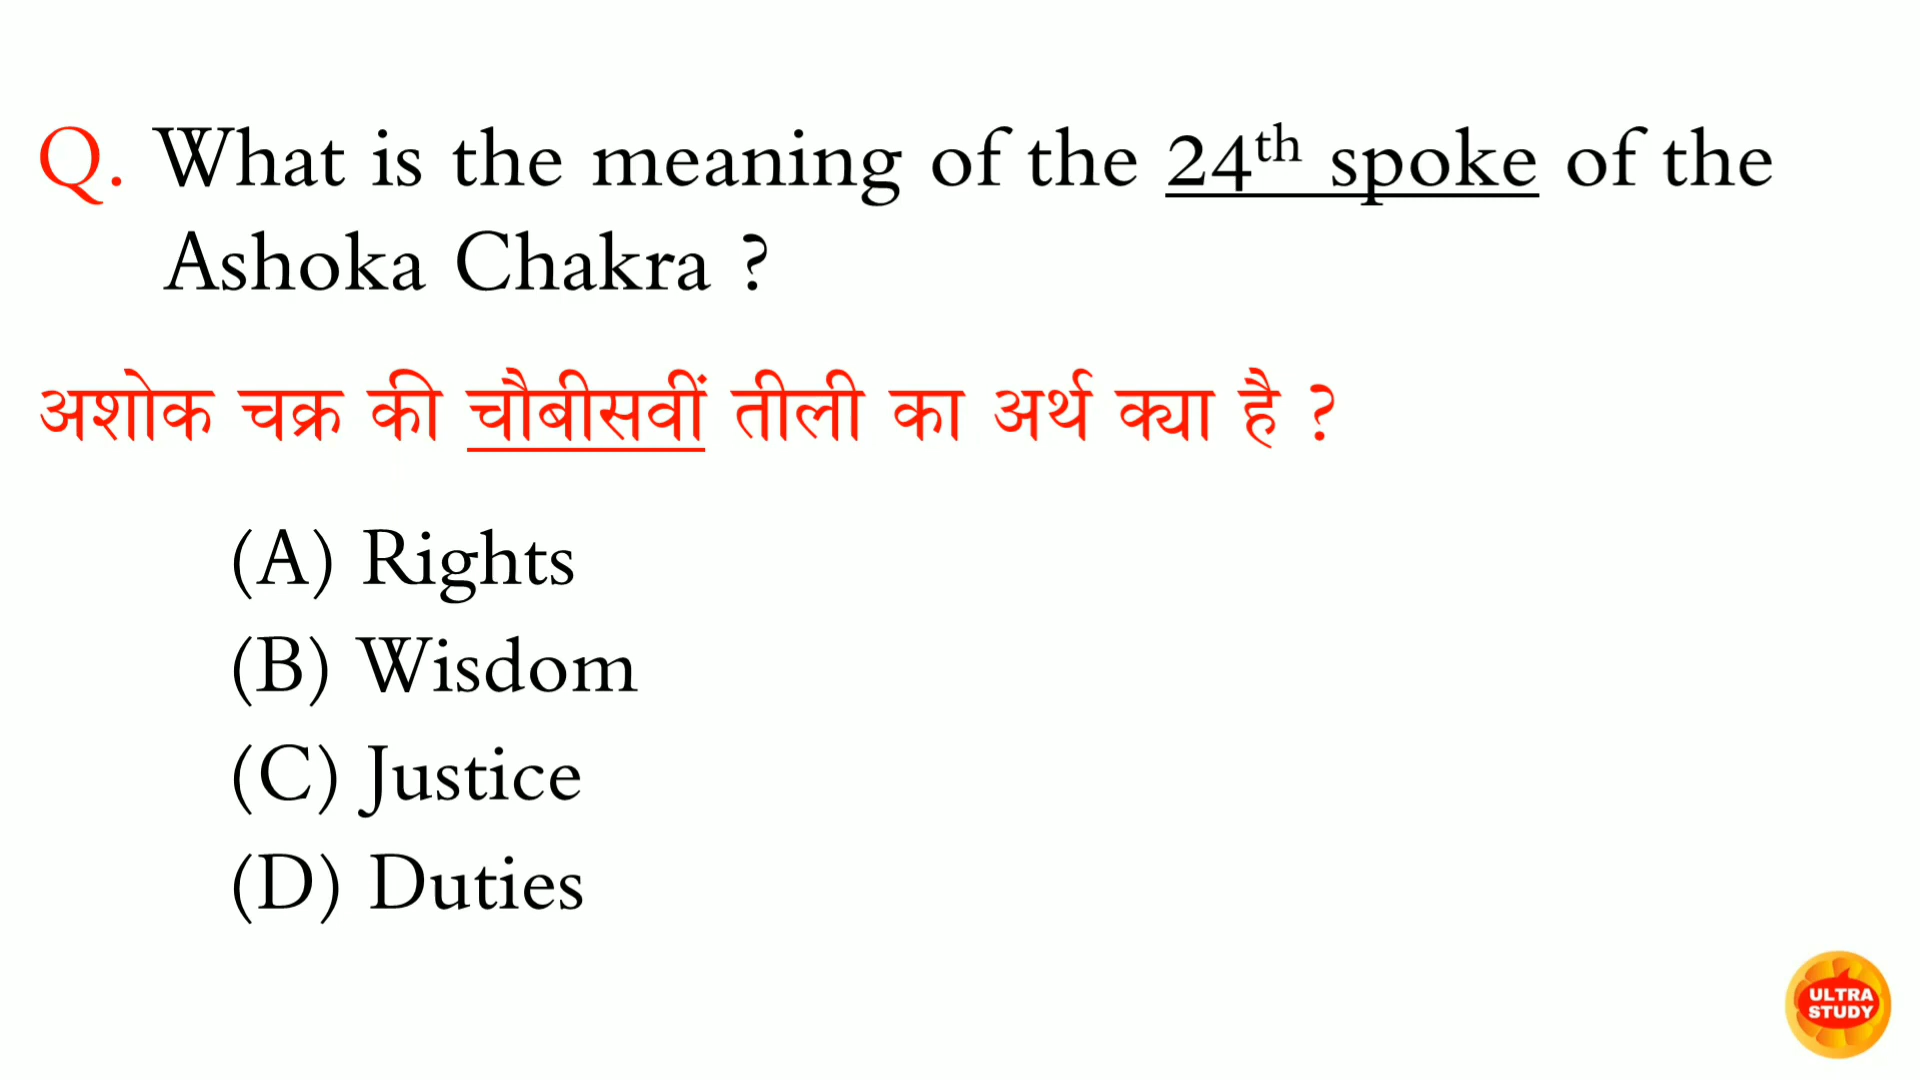 Q. What is the meaning of the 24th spoke of the
Ashoka Chakra ?
अशोक चक्र की चौबीसवीं तीली का अर्थ क्या है ?
(A) Rights
(B) Wisdom
(C) Justice
(D) Duties
ULTRA
STUDY